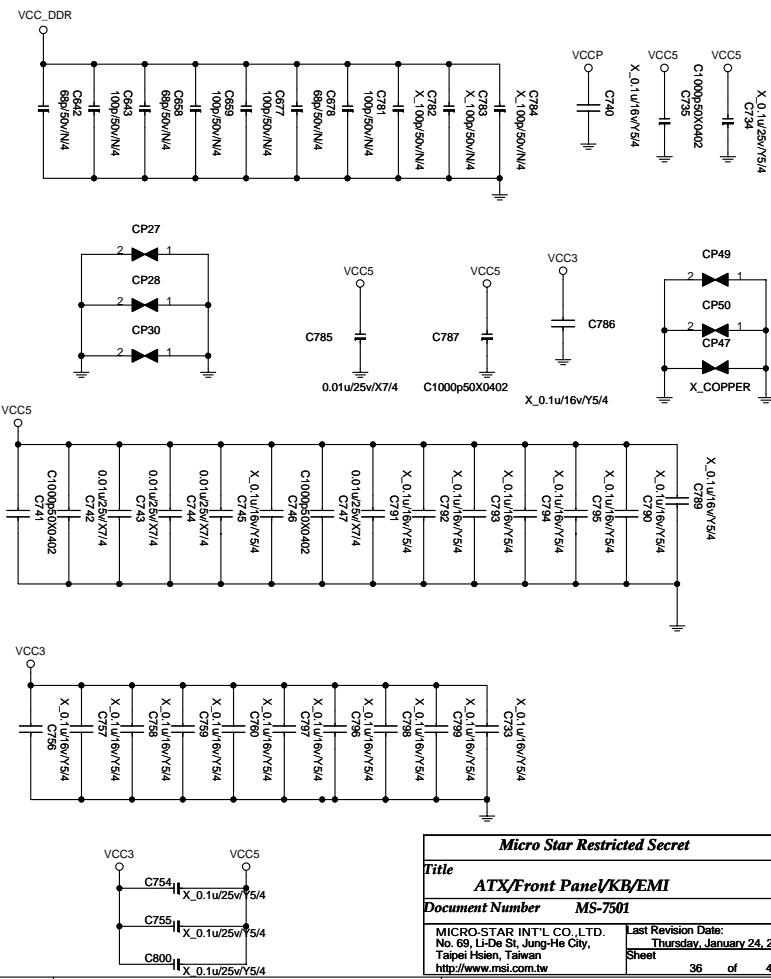 VCC_DDR
C642
68p/50v/N/4
C643
100p/50v/N/4
C658
68p/50v/N/4
C659
100p/50v/N/4
C677
100p/50v/N/4
C678
68p/50v/N/4
C781
100p/50v/N/4
C782
X_100p/50v/N/4
C783
X_100p/50v/N/4
C784
X_100p/50v/N/4
VCCP
C740
X_0.1u/16v/Y5/4
VCC5
C1000p50X0402
C735
VCC5
X_0.1u/25v/Y5/4
C734
CP27
2 1
CP28
2 1
CP30
2 1
VCC5
C785
0.01u/25v/X7/4
VCC5
C787
C1000p50X0402
VCC3
C786
X_0.1u/16v/Y5/4
CP49
2 1
CP50
2 1
CP47
X_COPPER
VCC5
C1000p50X0402
C741
0.01u/25v/X7/4
C742
0.01u/25v/X7/4
C743
0.01u/25v/X7/4
C744
X_0.1u/16v/Y5/4
C745
C1000p50X0402
C746
0.01u/25v/X7/4
C747
X_0.1u/16v/Y5/4
C791
X_0.1u/16v/Y5/4
C792
X_0.1u/16v/Y5/4
C793
X_0.1u/16v/Y5/4
C794
X_0.1u/16v/Y5/4
C795
X_0.1u/16v/Y5/4
C790
X_0.1u/16v/Y5/4
C789
VCC3
X_0.1u/16v/Y5/4
C756
X_0.1u/16v/Y5/4
C757
X_0.1u/16v/Y5/4
C758
X_0.1u/16v/Y5/4
C759
X_0.1u/16v/Y5/4
C760
X_0.1u/16v/Y5/4
C797
X_0.1u/16v/Y5/4
C796
X_0.1u/16v/Y5/4
C798
X_0.1u/16v/Y5/4
C799
X_0.1u/16v/Y5/4
C733
VCC3 VCC5
C754
X_0.1u/25v/Y5/4
C755
X_0.1u/25v/Y5/4
C800
X_0.1u/25v/Y5/4
Micro Star Restricted Secret
Title
ATX/Front Panel/KB/EMI
Document Number MS-7501
MICRO-STAR INT'L CO.,LTD.
No. 69, Li-De St, Jung-He City,
Taipei Hsien, Taiwan
http://www.msi.com.tw
Last Revision Date:
Thursday, January 24, 2
Sheet
36 of 4